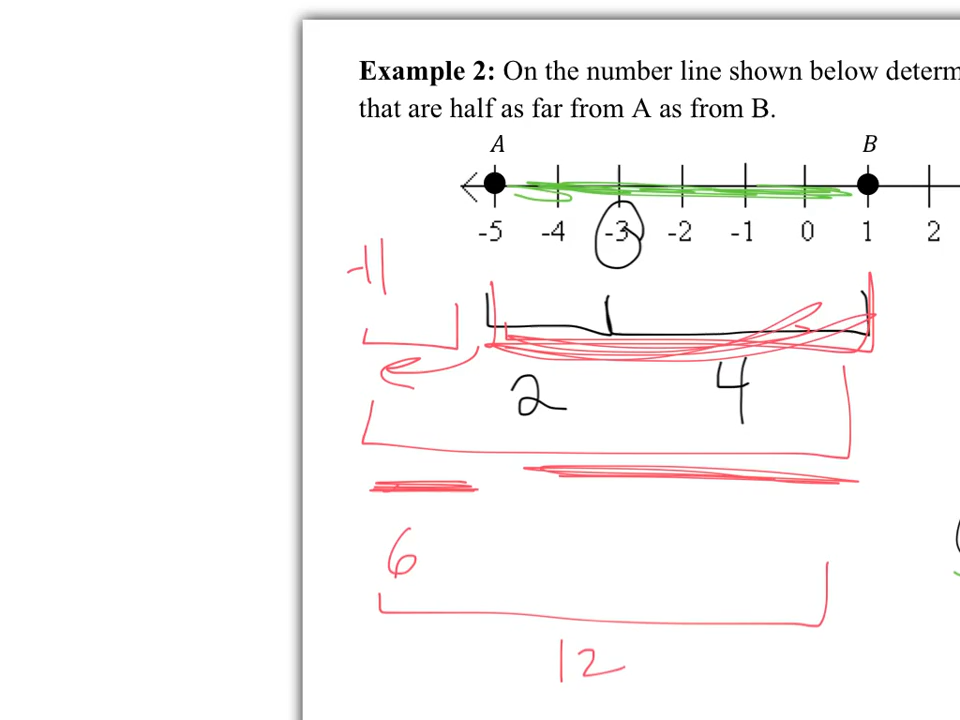 Example 2: On the number line shown below determ
that are half as far from A as from B.
A B
-5 -4 -3 -2 -1 0 1 2
-11
2 4
6
12